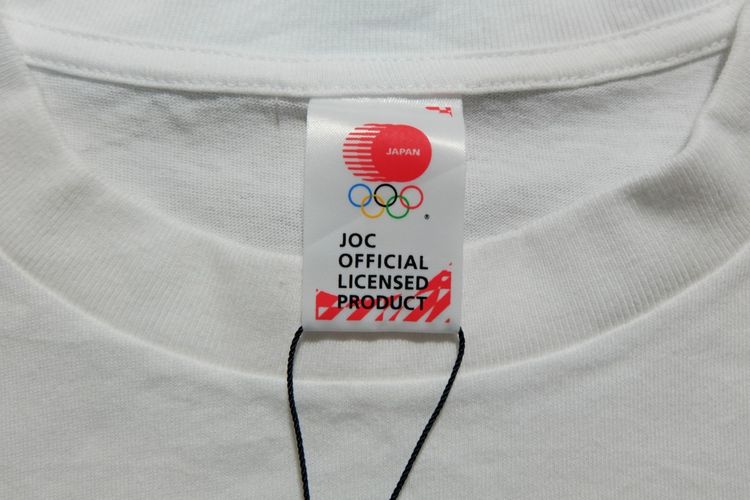 JAPAN
®
JOC
OFFICIAL
LICENSED
PRODUCT